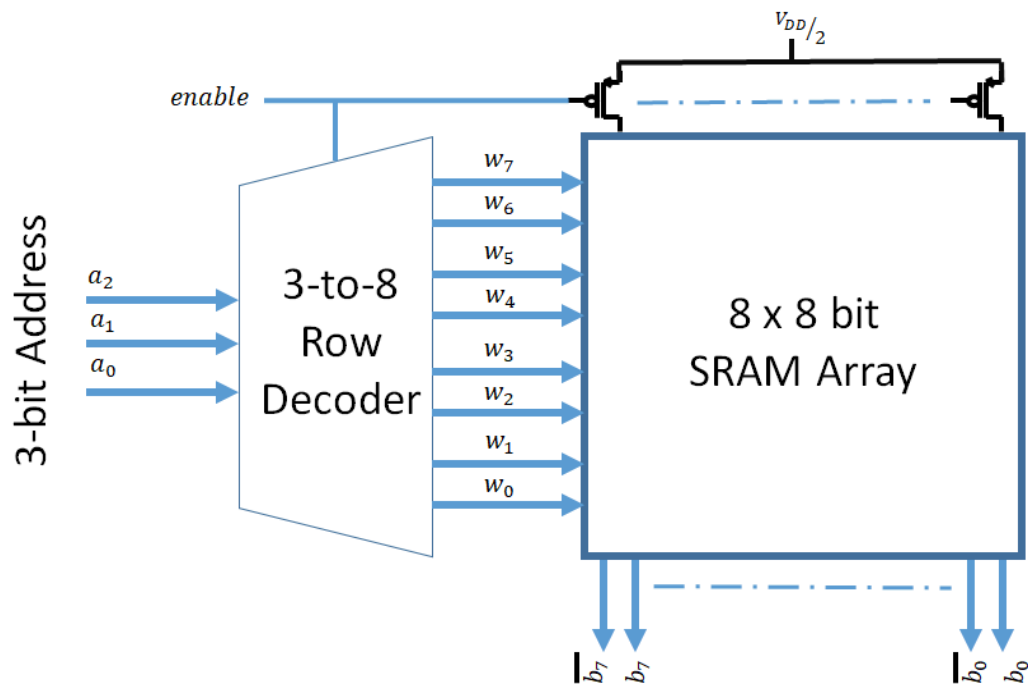 V_DD/2
enable
3-bit Address
a₂
a₁
a₀
3-to-8
Row
Decoder
w₇
w₆
w₅
w₄
w₃
w₂
w₁
w₀
8 x 8 bit
SRAM Array
b̅₇
b₇
b̅₀
b₀